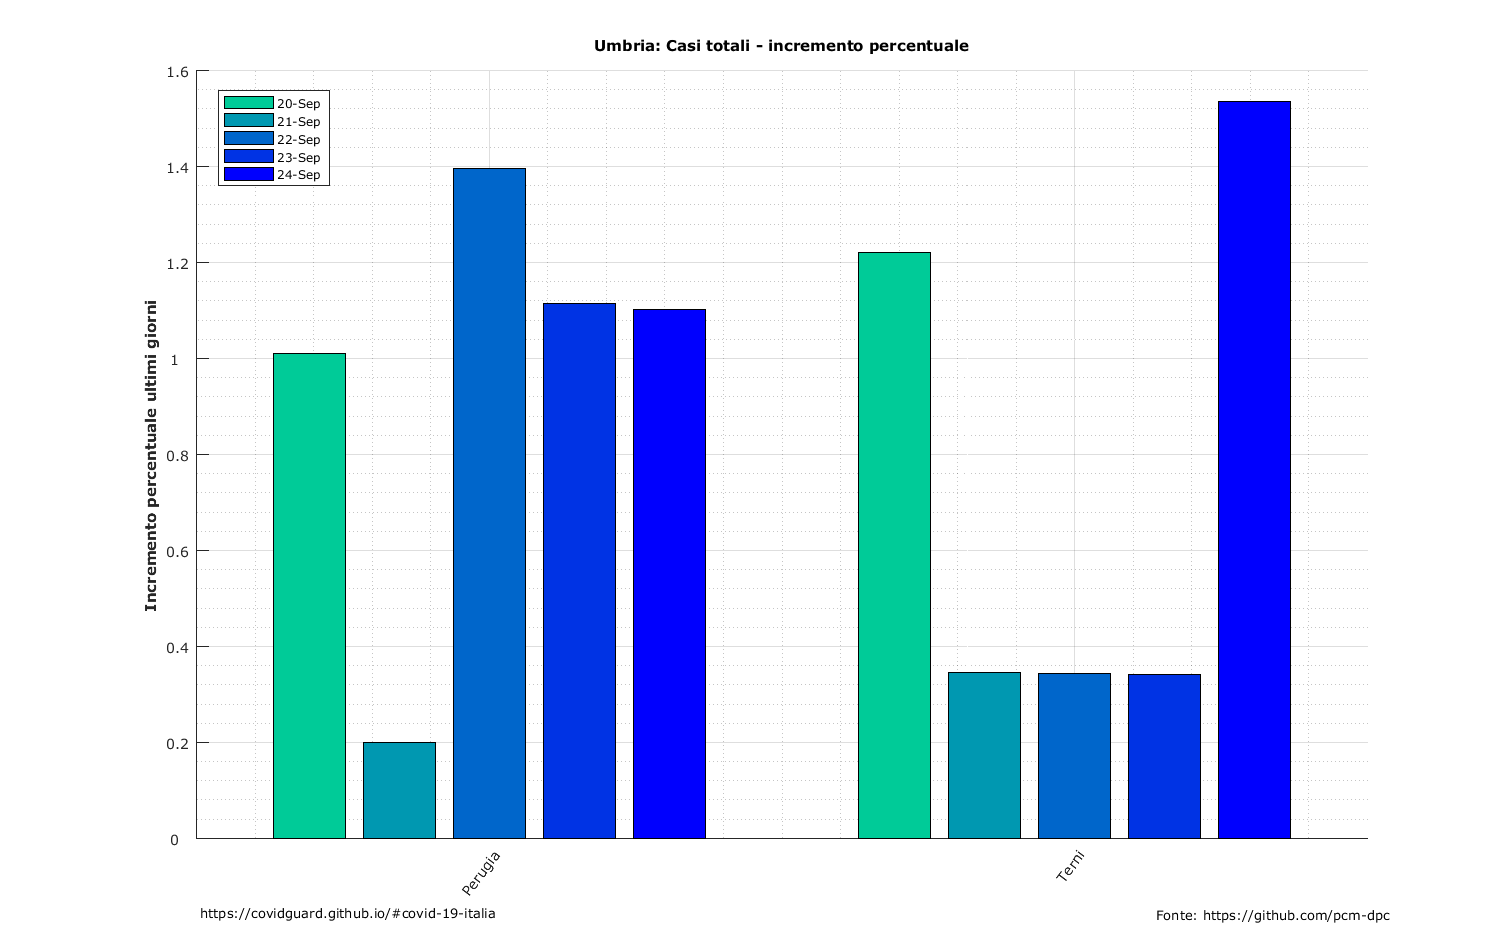 Umbria: Casi totali - incremento percentuale
1.6
1.4
1.2
1
0.8
0.6
0.4
0.2
0
Incremento percentuale ultimi giorni
20-Sep
21-Sep
22-Sep
23-Sep
24-Sep
Perugia
Terni
https://covidguard.github.io/#covid-19-italia
Fonte: https://github.com/pcm-dpc